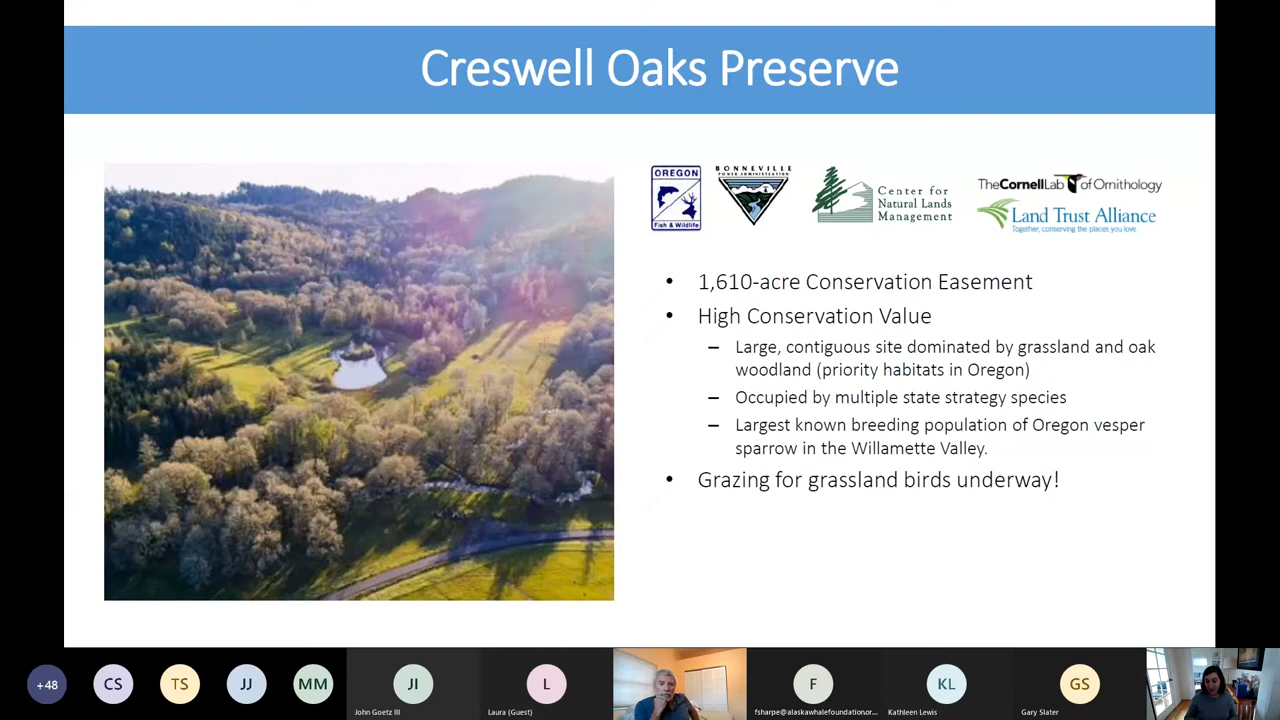 Creswell Oaks Preserve
OREGON
Fish & Wildlife
BONNEVILLE
POWER ADMINISTRATION
Center for
Natural Lands
Management
TheCornellLab of Ornithology
Land Trust Alliance
Together, conserving the places you love
• 1,610-acre Conservation Easement
• High Conservation Value
– Large, contiguous site dominated by grassland and oak
woodland (priority habitats in Oregon)
– Occupied by multiple state strategy species
– Largest known breeding population of Oregon vesper
sparrow in the Willamette Valley.
• Grazing for grassland birds underway!
+48
CS
TS
JJ
MM
JI
John Goetz III
L
Laura (Guest)
F
fsharpe@alaskawhalefoundation.or...
KL
Kathleen Lewis
GS
Gary Slater